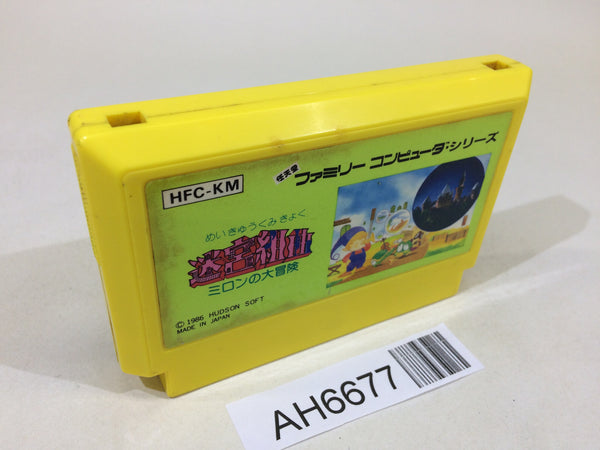 HFC-KM
任天堂 ファミリー コンピュータ・シリーズ
めいきゅうくみきょく
迷宮組曲
ミロンの大冒険
© 1986 HUDSON SOFT
MADE IN JAPAN
AH6677